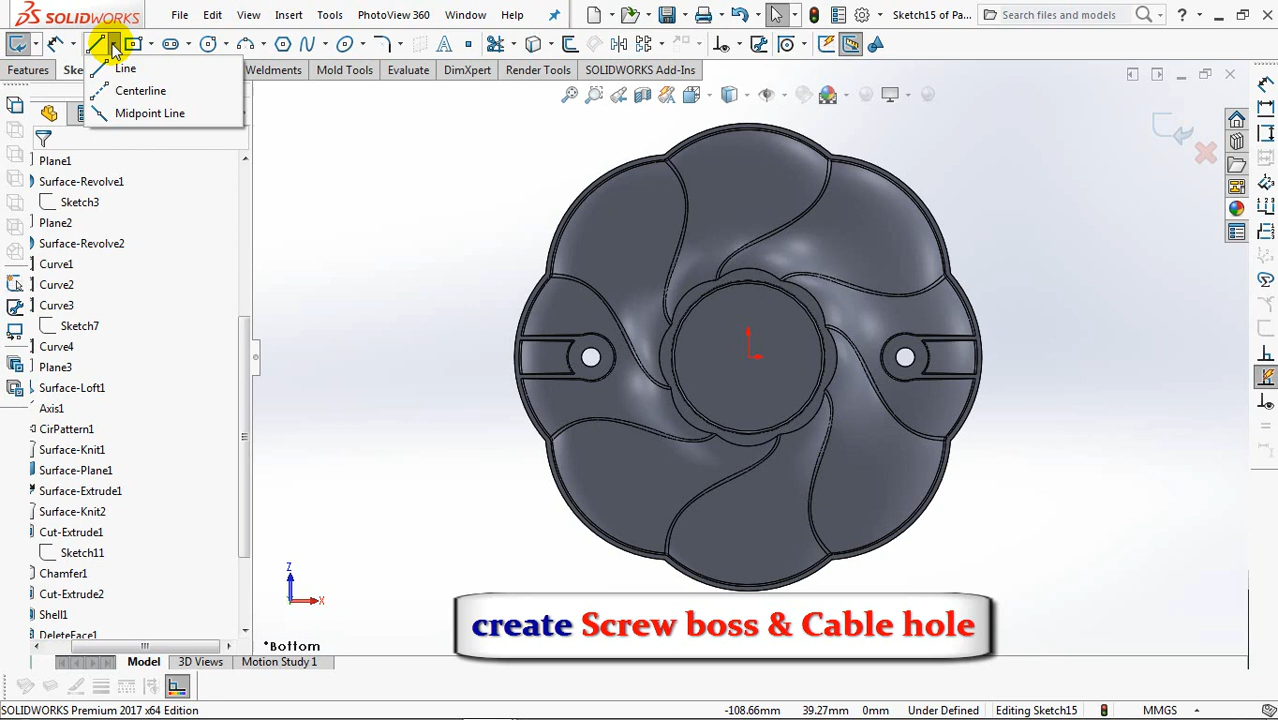 SOLIDWORKS File Edit View Insert Tools PhotoView 360 Window Help Sketch15 of Pa... Search files and models
Features Ske Weldments Mold Tools Evaluate DimXpert Render Tools SOLIDWORKS Add-Ins
Line
Centerline
Midpoint Line
Plane1
Surface-Revolve1
Sketch3
Plane2
Surface-Revolve2
Curve1
Curve2
Curve3
Sketch7
Curve4
Plane3
Surface-Loft1
Axis1
CirPattern1
Surface-Knit1
Surface-Plane1
Surface-Extrude1
Surface-Knit2
Cut-Extrude1
Sketch11
Chamfer1
Cut-Extrude2
Shell1
DeleteFace1
Z
X
*Bottom
create Screw boss & Cable hole
Model 3D Views Motion Study 1
SOLIDWORKS Premium 2017 x64 Edition -108.66mm 39.27mm 0mm Under Defined Editing Sketch15 MMGS